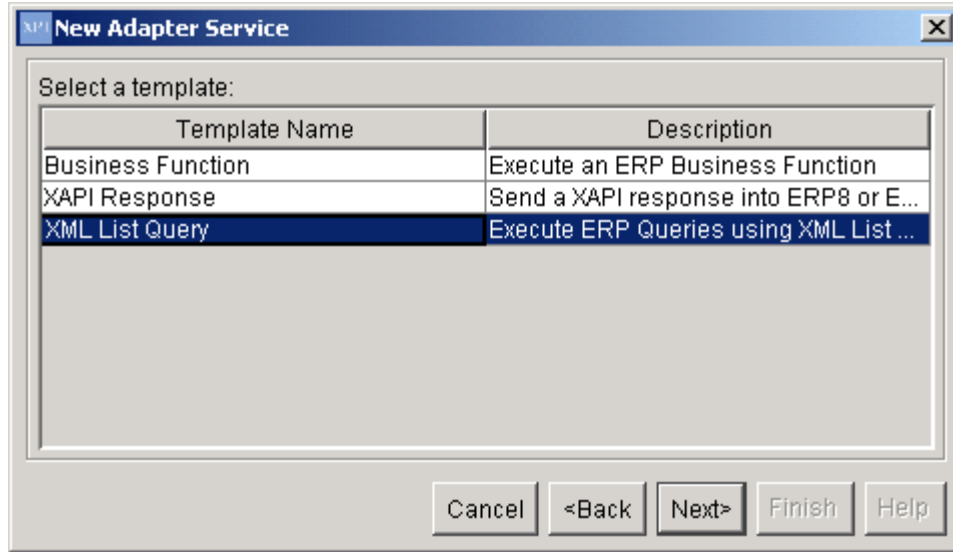 XPI New Adapter Service
Select a template:
Template Name Description
Business Function Execute an ERP Business Function
XAPI Response Send a XAPI response into ERP8 or E...
XML List Query Execute ERP Queries using XML List ...
Cancel <Back Next> Finish Help